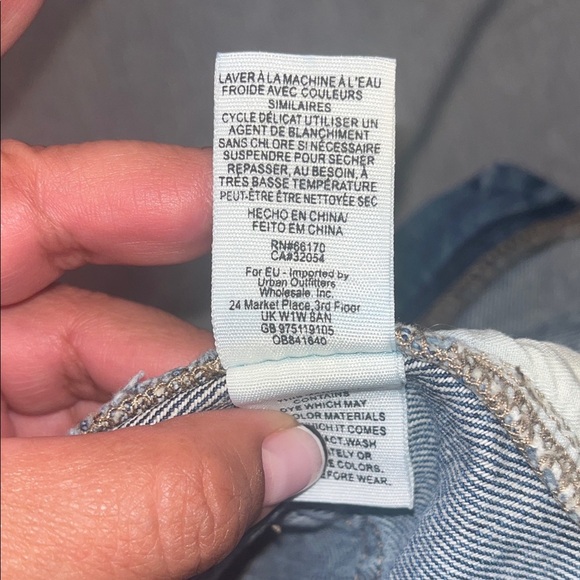 LAVER À LA MACHINE À L'EAU
FROIDE AVEC COULEURS
SIMILAIRES
CYCLE DÉLICAT UTILISER UN
AGENT DE BLANCHIMENT
SANS CHLORE SI NÉCESSAIRE
SUSPENDRE POUR SÉCHER
REPASSER, AU BESOIN, À
TRÈS BASSE TEMPÉRATURE
PEUT-ÊTRE ÊTRE NETTOYÉE SEC
HECHO EN CHINA/
FEITO EM CHINA
RN#66170
CA#32054
For EU - Imported by
Urban Outfitters
Wholesale, Inc.
24 Market Place, 3rd Floor
UK W1W 8AN
GB 975119105
OB841640
CONTAINS
DYE WHICH MAY
COLOR MATERIALS
WHICH IT COMES
WASH
OR
COLORS.
BEFORE WEAR.